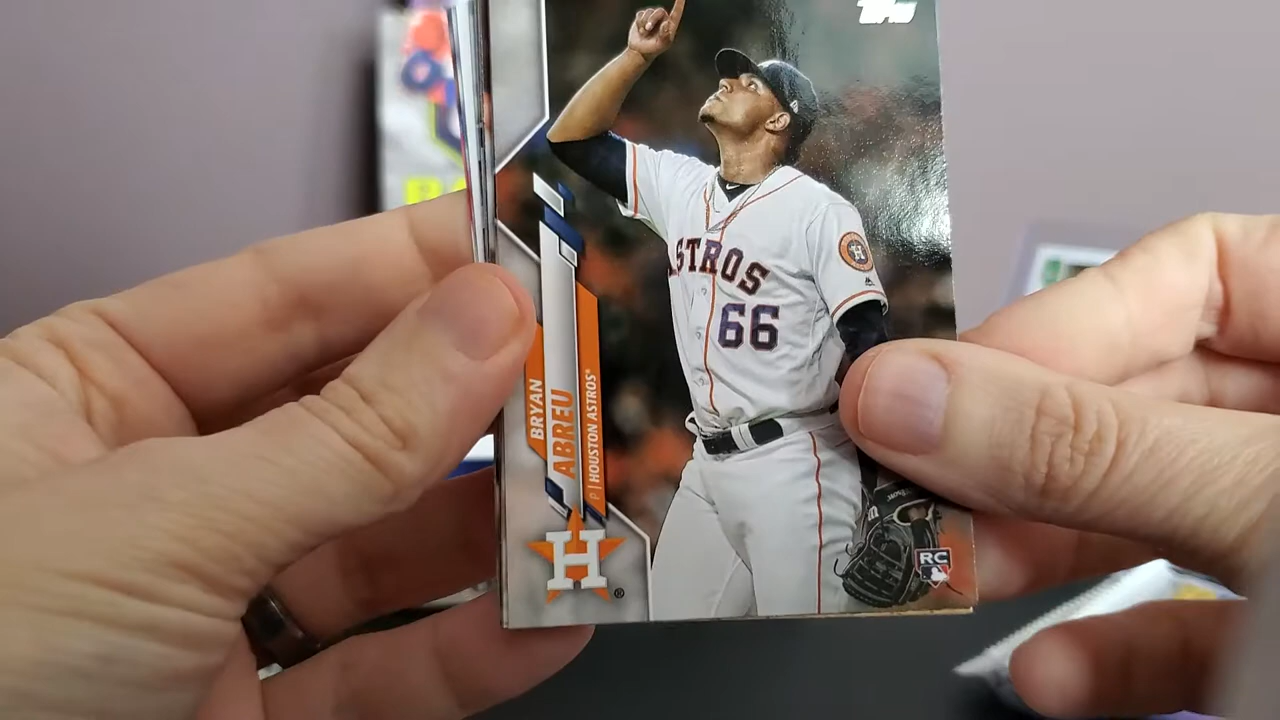 Topps
BRYAN
ABREU
P | HOUSTON ASTROS®
H
®
ASTROS
66
H
RC